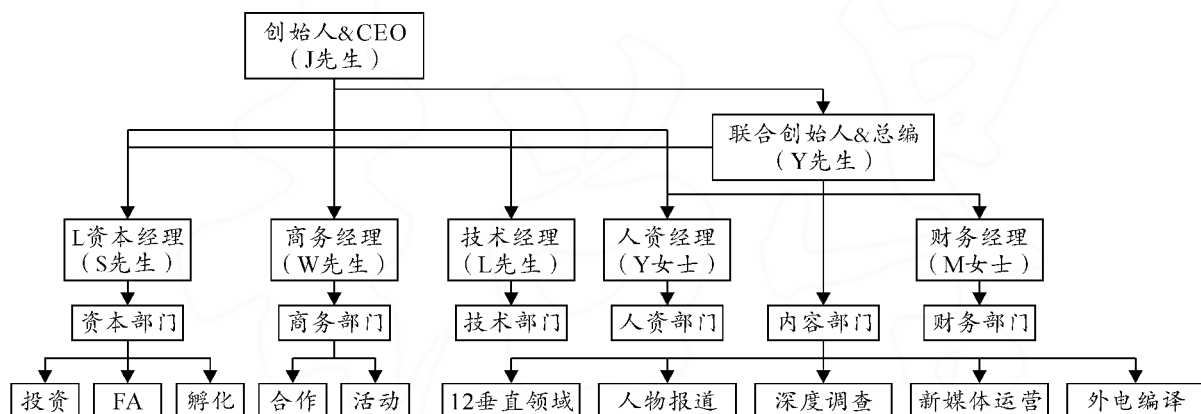 创始人&CEO
（J先生）
联合创始人&总编
（Y先生）
L资本经理
（S先生）
商务经理
（W先生）
技术经理
（L先生）
人资经理
（Y女士）
财务经理
（M女士）
资本部门
商务部门
技术部门
人资部门
内容部门
财务部门
投资
FA
孵化
合作
活动
12垂直领域
人物报道
深度调查
新媒体运营
外电编译